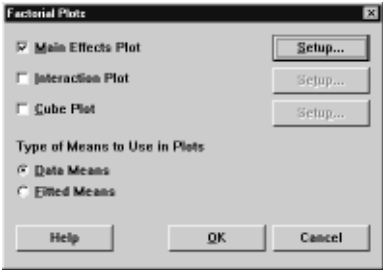 Factorial Plots
Main Effects Plot Setup...
Interaction Plot Setup...
Cube Plot Setup...
Type of Means to Use in Plots
Data Means
Fitted Means
Help OK Cancel